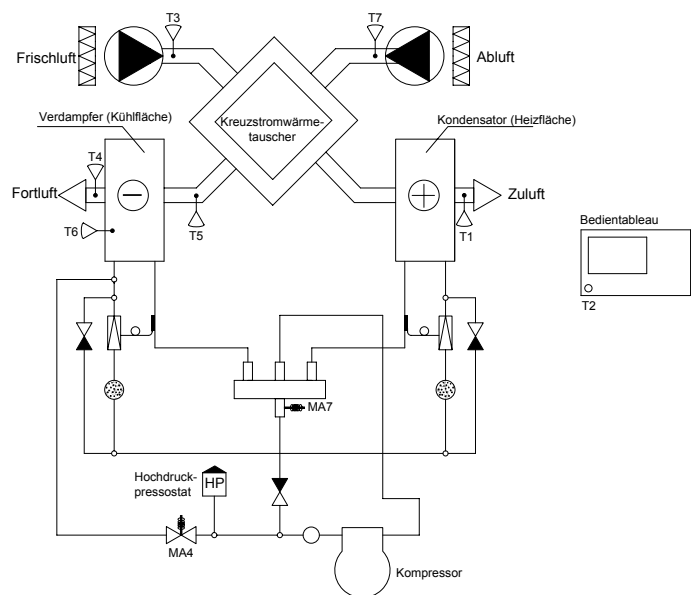 T3
T7
Frischluft
Abluft
Verdampfer (Kühlfläche)
Kreuzstromwärme-
tauscher
Kondensator (Heizfläche)
T4
Fortluft
Zuluft
T6
T5
T1
Bedientableau
T2
MA7
Hochdruck-
pressostat
HP
MA4
Kompressor